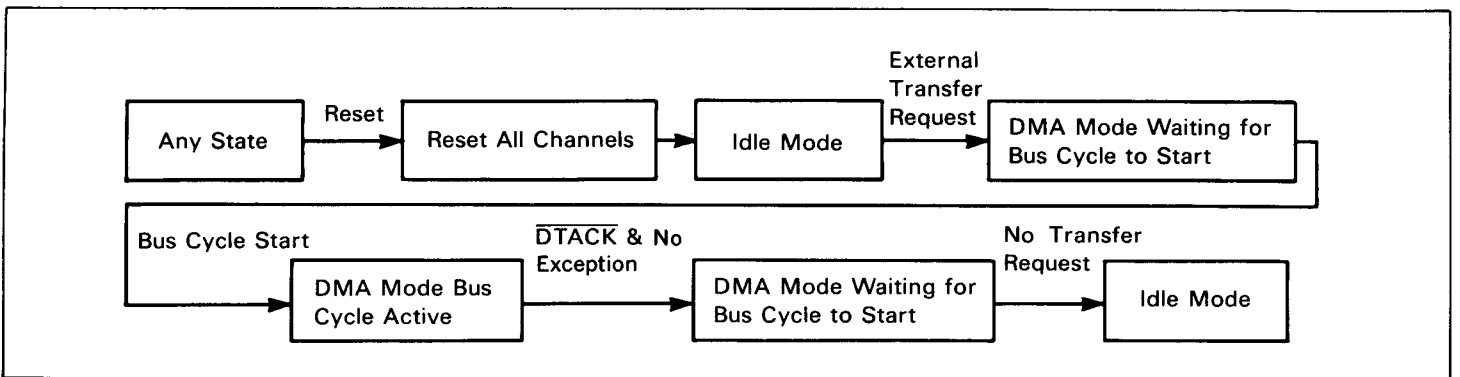 External
Transfer
Request
Reset
Any State
Reset All Channels
Idle Mode
DMA Mode Waiting for
Bus Cycle to Start
Bus Cycle Start
D̅T̅A̅C̅K̅ & No
Exception
No Transfer
Request
DMA Mode Bus
Cycle Active
DMA Mode Waiting for
Bus Cycle to Start
Idle Mode